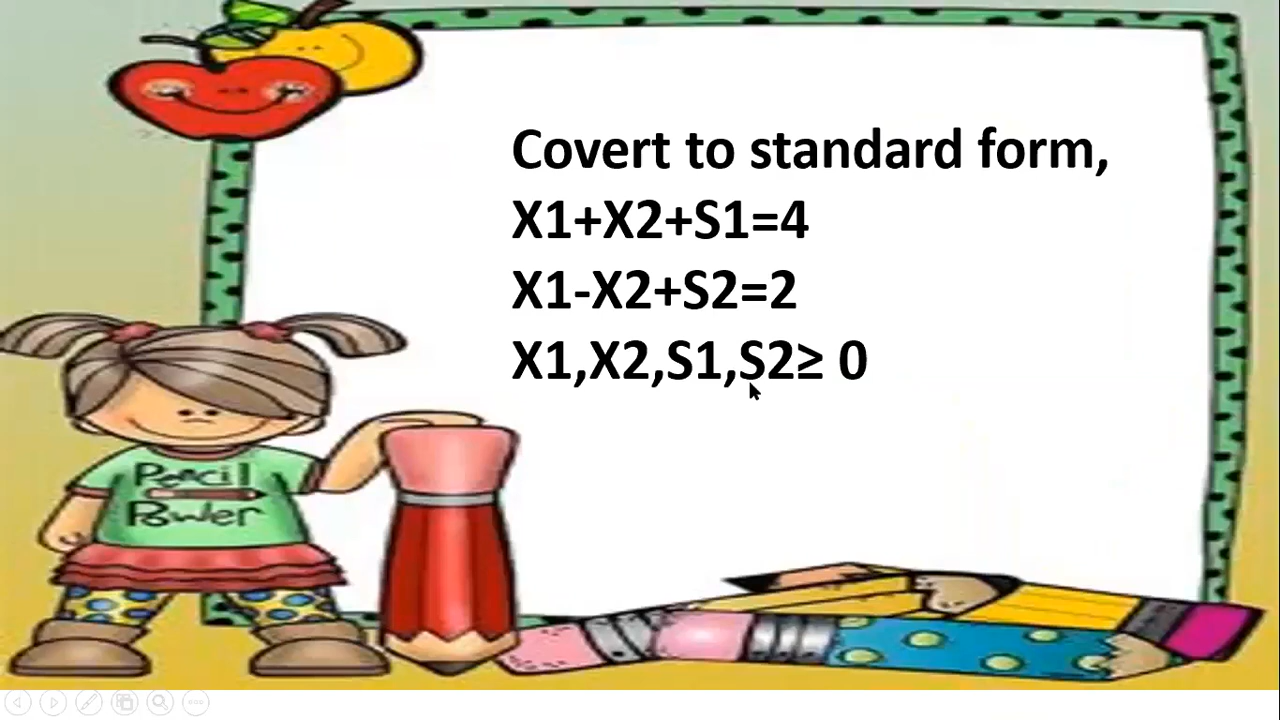 Covert to standard form,
X1+X2+S1=4
X1-X2+S2=2
X1,X2,S1,S2≥ 0
Pencil
Power